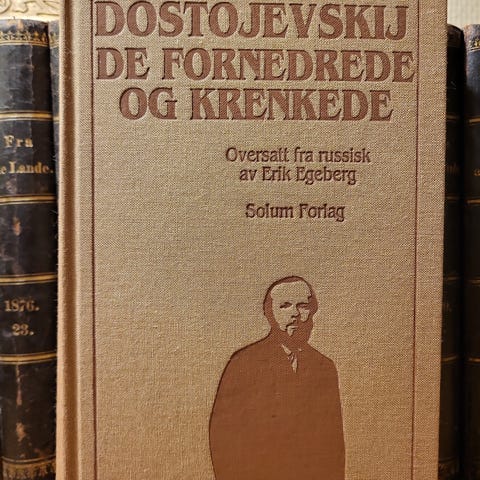 DOSTOJEVSKIJ
DE FORNEDREDE
OG KRENKEDE
Oversatt fra russisk
av Erik Egeberg
Solum Forlag
Fra
Lande.
1876.
23.